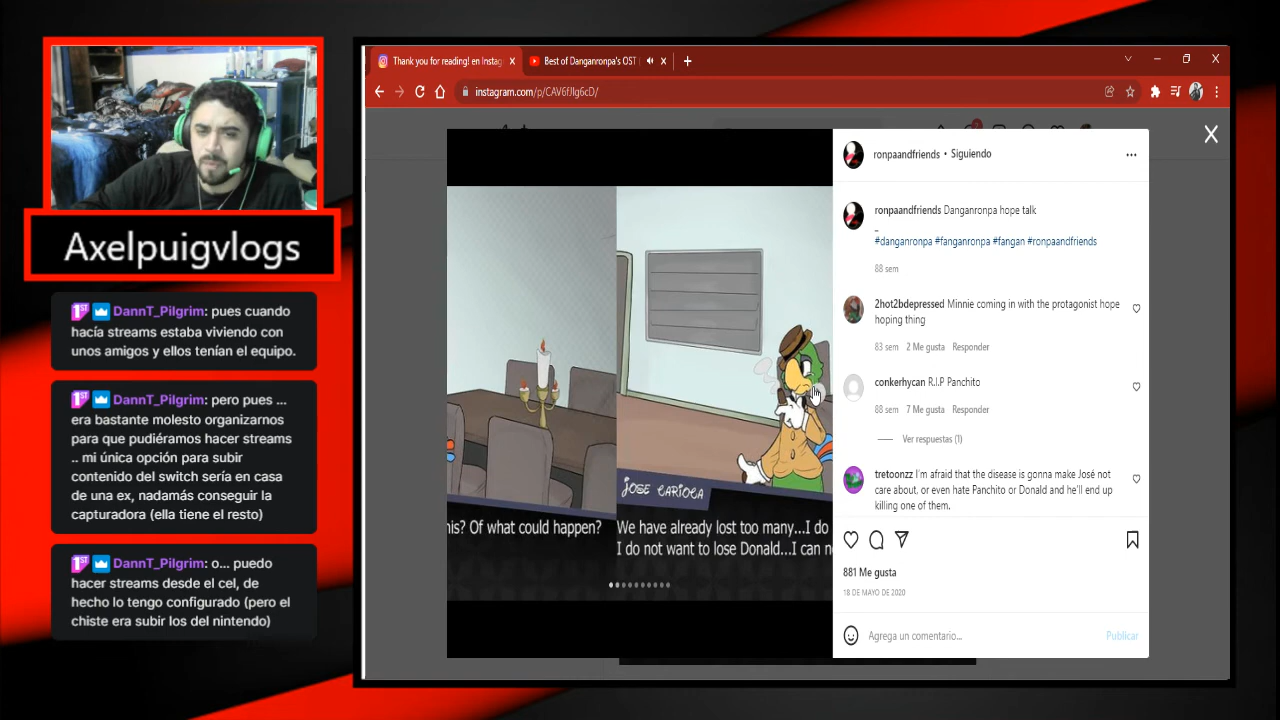 Axelpuigvlogs
DannT_Pilgrim: pues cuando
hacía streams estaba viviendo con
unos amigos y ellos tenían el equipo.
DannT_Pilgrim: pero pues ...
era bastante molesto organizarnos
para que pudiéramos hacer streams
.. mi única opción para subir
contenido del switch sería en casa
de una ex, nadamás conseguir la
capturadora (ella tiene el resto)
DannT_Pilgrim: o... puedo
hacer streams desde el cel, de
hecho lo tengo configurado (pero el
chiste era subir los del nintendo)
Thank you for reading! en Instag
Best of Danganronpa's OST
instagram.com/p/CAV6fJIg6cD/
JOSE CARIOCA
his? Of what could happen?
We have already lost too many...I do
I do not want to lose Donald...I can n
ronpaandfriends • Siguiendo
ronpaandfriends Danganronpa hope talk
_
#danganronpa #fanganronpa #fangan #ronpaandfriends
88 sem
2hot2bdepressed Minnie coming in with the protagonist hope
hoping thing
83 sem 2 Me gusta Responder
conkerhycan R.I.P Panchito
88 sem 7 Me gusta Responder
Ver respuestas (1)
tretoonzz I'm afraid that the disease is gonna make José not
care about, or even hate Panchito or Donald and he'll end up
killing one of them.
881 Me gusta
18 DE MAYO DE 2020
Agrega un comentario...
Publicar